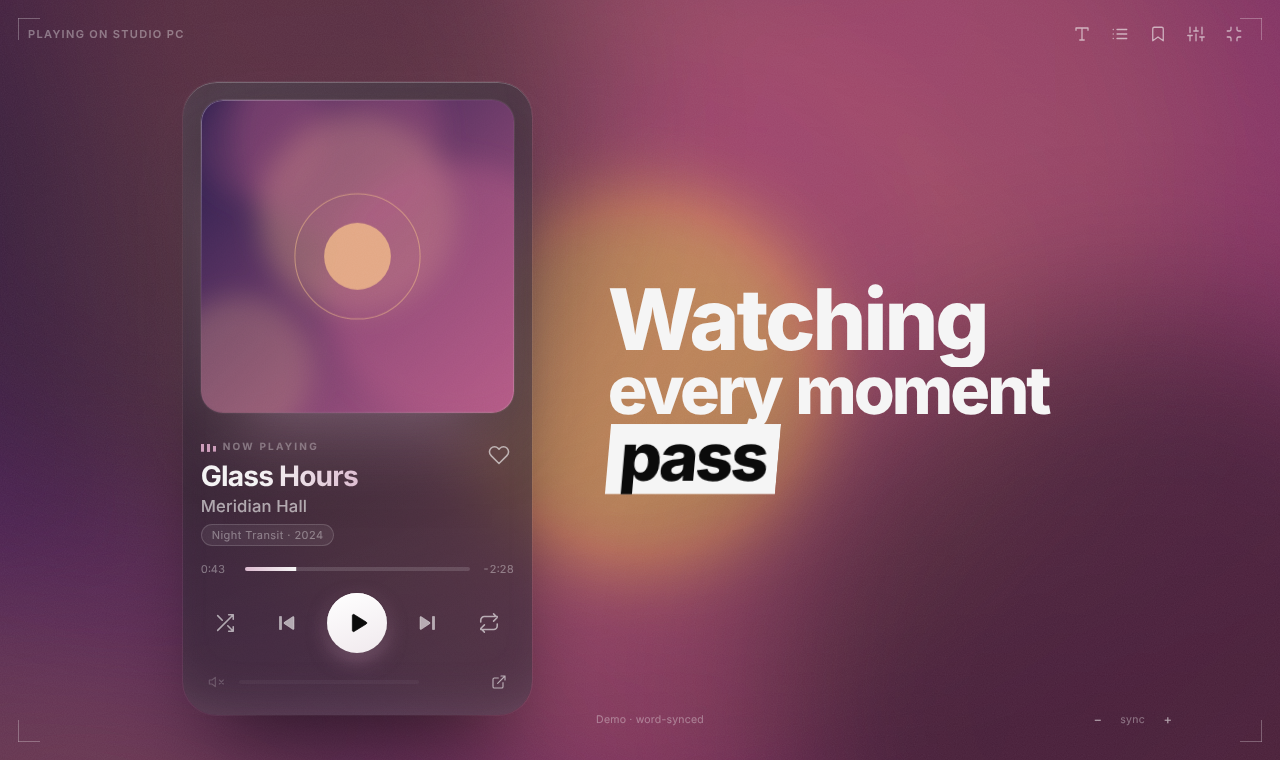 PLAYING ON STUDIO PC
NOW PLAYING
Glass Hours
Meridian Hall
Night Transit · 2024
0:43
-2:28
Watching
every moment
pass
Demo · word-synced
− sync +